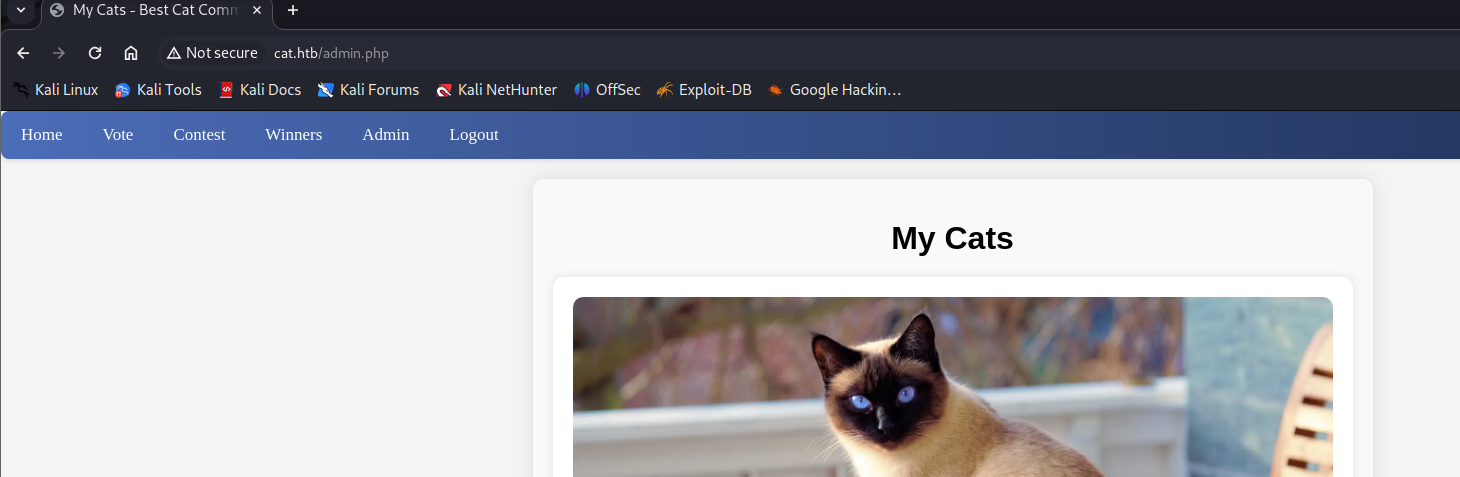 My Cats - Best Cat Comm
Not secure cat.htb/admin.php
Kali Linux Kali Tools Kali Docs Kali Forums Kali NetHunter OffSec Exploit-DB Google Hackin...
Home Vote Contest Winners Admin Logout
My Cats